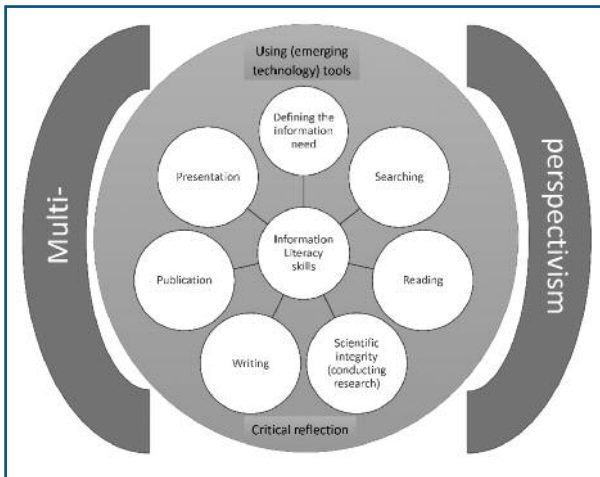 Using (emerging
technology) tools
Defining the
information
need
Presentation
Searching
Multi-
perspectivism
Information
Literacy
skills
Publication
Reading
Writing
Scientific
integrity
(conducting
research)
Critical reflection